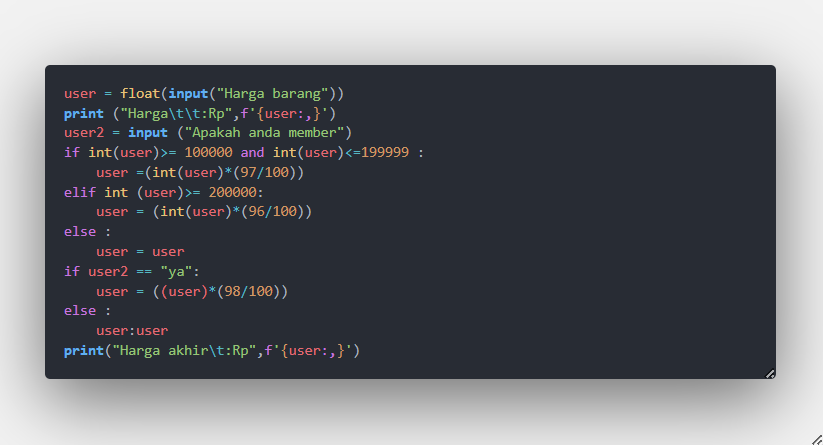 user = float(input("Harga barang"))
print ("Harga\t\t:Rp",f'{user:,}')
user2 = input ("Apakah anda member")
if int(user)>= 100000 and int(user)<=199999 :
    user =(int(user)*(97/100))
elif int (user)>= 200000:
    user = (int(user)*(96/100))
else :
    user = user
if user2 == "ya":
    user = ((user)*(98/100))
else :
    user:user
print("Harga akhir\t:Rp",f'{user:,}')